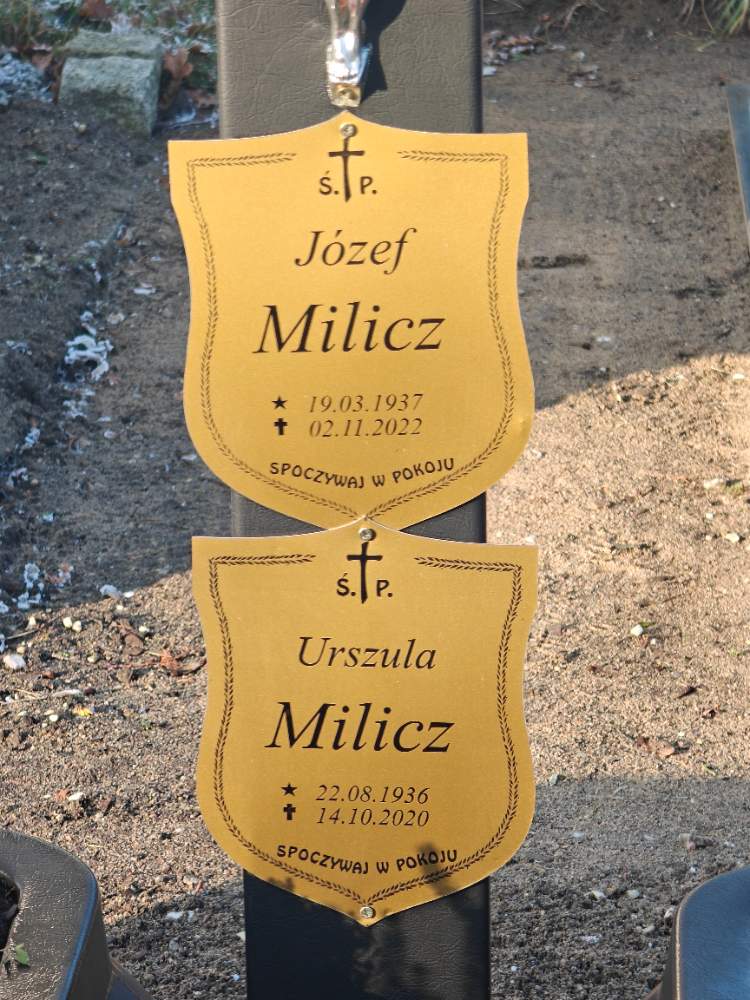 Ś. P.
Józef
Milicz
★ 19.03.1937
✝ 02.11.2022
SPOCZYWAJ W POKOJU
Ś. P.
Urszula
Milicz
★ 22.08.1936
✝ 14.10.2020
SPOCZYWAJ W POKOJU